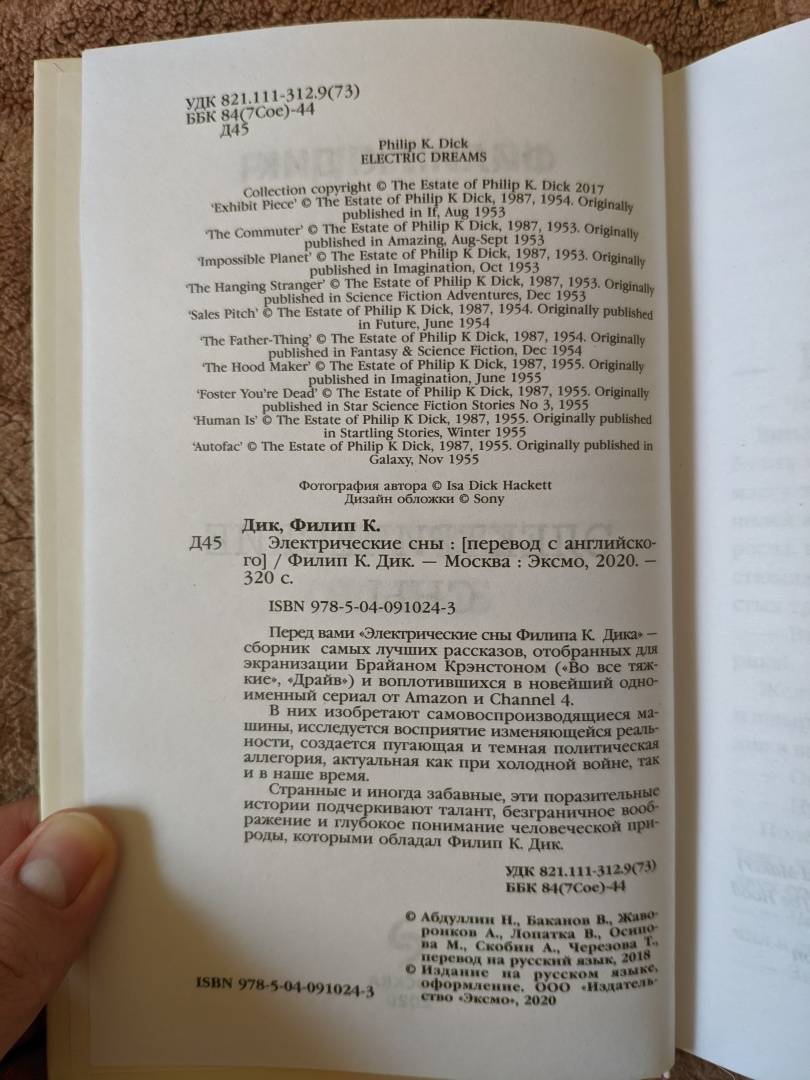 УДК 821.111-312.9(73)
ББК 84(7Сое)-44
Д45
Philip K. Dick
ELECTRIC DREAMS
Collection copyright © The Estate of Philip K. Dick 2017
'Exhibit Piece' © The Estate of Philip K Dick, 1987, 1954. Originally
published in If, Aug 1953
'The Commuter' © The Estate of Philip K Dick, 1987, 1953. Originally
published in Amazing, Aug-Sept 1953
'Impossible Planet' © The Estate of Philip K Dick, 1987, 1953. Originally
published in Imagination, Oct 1953
'The Hanging Stranger' © The Estate of Philip K Dick, 1987, 1953. Originally
published in Science Fiction Adventures, Dec 1953
'Sales Pitch' © The Estate of Philip K Dick, 1987, 1954. Originally published
in Future, June 1954
'The Father-Thing' © The Estate of Philip K Dick, 1987, 1954. Originally
published in Fantasy & Science Fiction, Dec 1954
'The Hood Maker' © The Estate of Philip K Dick, 1987, 1955. Originally
published in Imagination, June 1955
'Foster You're Dead' © The Estate of Philip K Dick, 1987, 1955. Originally
published in Star Science Fiction Stories No 3, 1955
'Human Is' © The Estate of Philip K Dick, 1987, 1955. Originally published
in Startling Stories, Winter 1955
'Autofac' © The Estate of Philip K Dick, 1987, 1955. Originally published in
Galaxy, Nov 1955
Фотография автора © Isa Dick Hackett
Дизайн обложки © Sony
Дик, Филип К.
Д45 Электрические сны : [перевод с английско-
го] / Филип К. Дик. — Москва : Эксмо, 2020. —
320 с.
ISBN 978-5-04-091024-3
Перед вами «Электрические сны Филипа К. Дика» —
сборник самых лучших рассказов, отобранных для
экранизации Брайаном Крэнстоном («Во все тяж-
кие», «Драйв») и воплотившихся в новейший одно-
именный сериал от Amazon и Channel 4.
В них изобретают самовоспроизводящиеся ма-
шины, исследуется восприятие изменяющейся реаль-
ности, создается пугающая и темная политическая
аллегория, актуальная как при холодной войне, так
и в наше время.
Странные и иногда забавные, эти поразительные
истории подчеркивают талант, безграничное вооб-
ражение и глубокое понимание человеческой при-
роды, которыми обладал Филип К. Дик.
УДК 821.111-312.9(73)
ББК 84(7Сое)-44
© Абдуллин Н., Баканов В., Жаво-
ронков А., Лопатка В., Осипо-
ва М., Скобин А., Черезова Т.,
перевод на русский язык, 2018
© Издание на русском языке,
оформление. ООО «Издатель-
ство «Эксмо», 2020
ISBN 978-5-04-091024-3